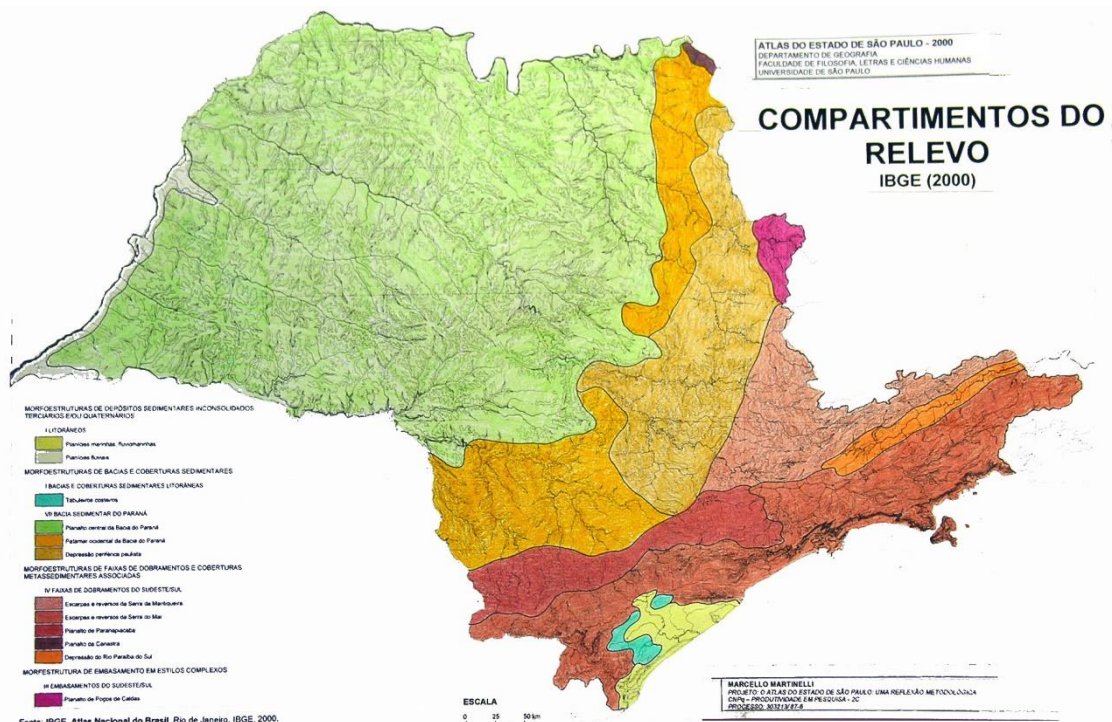 ATLAS DO ESTADO DE SÃO PAULO - 2000
DEPARTAMENTO DE GEOGRAFIA
FACULDADE DE FILOSOFIA, LETRAS E CIÊNCIAS HUMANAS
UNIVERSIDADE DE SÃO PAULO
COMPARTIMENTOS DO
RELEVO
IBGE (2000)
MORFOESTRUTURAS DE DEPÓSITOS SEDIMENTARES INCONSOLIDADOS
TERCIÁRIOS E/OU QUATERNÁRIOS
I LITORÂNEOS
Planícies marinhas, fluviomarinhas
Planícies fluviais
MORFOESTRUTURAS DE BACIAS E COBERTURAS SEDIMENTARES
I BACIAS E COBERTURAS SEDIMENTARES LITORÂNEAS
Tabuleiros costeiros
VII BACIA SEDIMENTAR DO PARANÁ
Planalto central da Bacia do Paraná
Patamar ocidental da Bacia do Paraná
Depressão periférica paulista
MORFOESTRUTURAS DE FAIXAS DE DOBRAMENTOS E COBERTURAS
METASSEDIMENTARES ASSOCIADAS
IV FAIXAS DE DOBRAMENTOS DO SUDESTE/SUL
Escarpas e reversos da Serra da Mantiqueira
Escarpas e reversos da Serra do Mar
Planalto de Paranapiacaba
Planalto da Canastra
Depressão do Rio Paraíba do Sul
MORFESTRUTURA DE EMBASAMENTO EM ESTILOS COMPLEXOS
III EMBASAMENTOS DO SUDESTE/SUL
Planalto de Poços de Caldas
Fonte: IBGE. Atlas Nacional do Brasil. Rio de Janeiro, IBGE, 2000.
ESCALA
0 25 50 km
MARCELLO MARTINELLI
PROJETO: O ATLAS DO ESTADO DE SÃO PAULO: UMA REFLEXÃO METODOLÓGICA
CNPq - PRODUTIVIDADE EM PESQUISA - 2C
PROCESSO: 303213/87-6